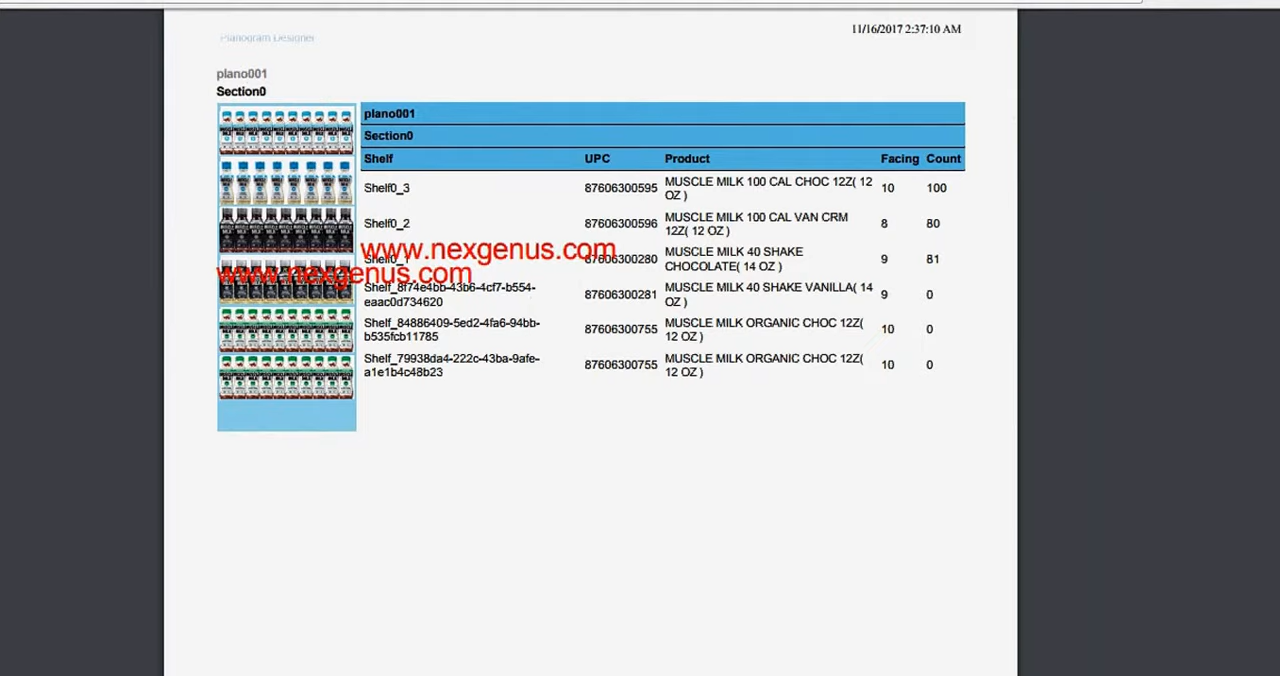 Planogram Designer
11/16/2017 2:37:10 AM
plano001
Section0
plano001
Section0
Shelf UPC Product Facing Count
Shelf0_3 87606300595 MUSCLE MILK 100 CAL CHOC 12Z( 12
OZ ) 10 100
Shelf0_2 87606300596 MUSCLE MILK 100 CAL VAN CRM
12Z( 12 OZ ) 8 80
www.nexgenus.com
Shelf0_1 87606300280 MUSCLE MILK 40 SHAKE
CHOCOLATE( 14 OZ ) 9 81
www.nexgenus.com
Shelf_8f74e4bb-43b6-4cf7-b554-
eaac0d734620 87606300281 MUSCLE MILK 40 SHAKE VANILLA( 14
OZ ) 9 0
Shelf_84886409-5ed2-4fa6-94bb-
b535fcb11785 87606300755 MUSCLE MILK ORGANIC CHOC 12Z(
12 OZ ) 10 0
Shelf_79938da4-222c-43ba-9afe-
a1e1b4c48b23 87606300755 MUSCLE MILK ORGANIC CHOC 12Z(
12 OZ ) 10 0